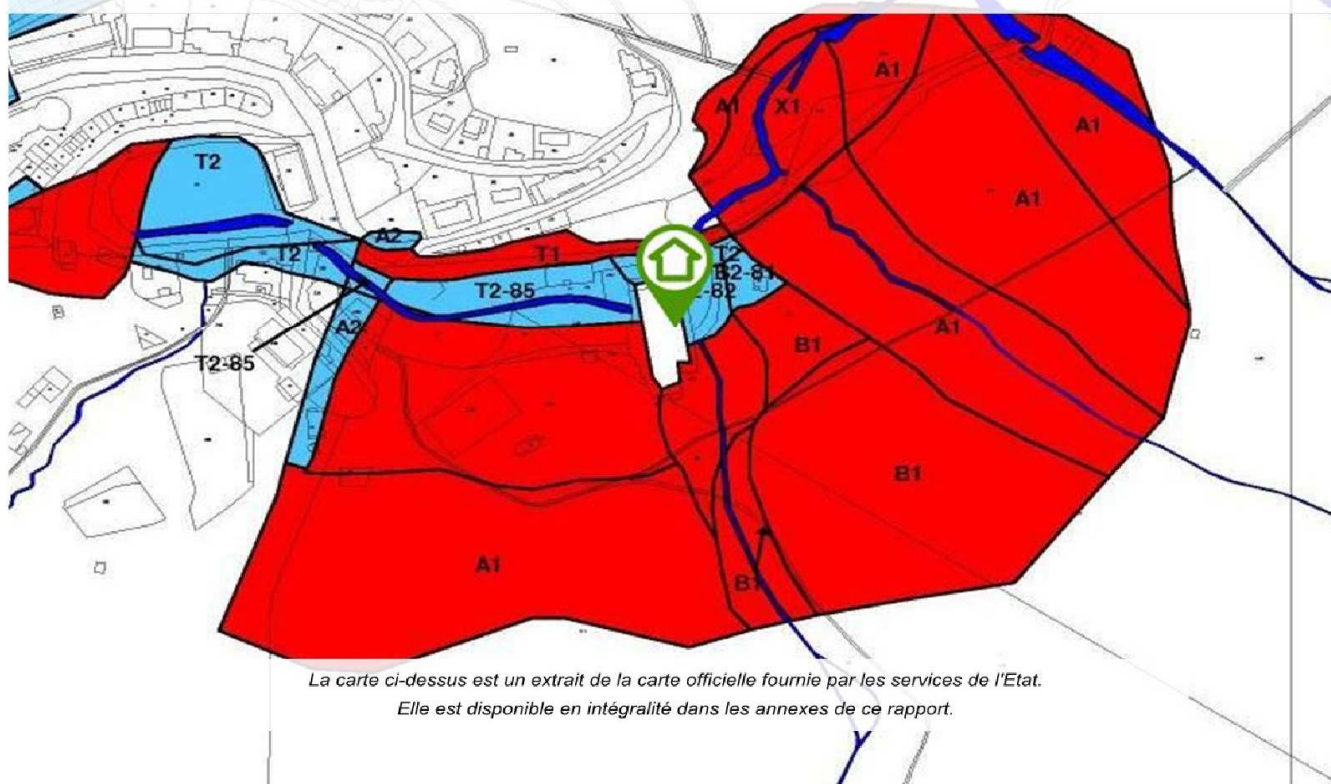 A1
A1
X1
A1
T2
A1
A2
T2
T1
T2
B2-81
T2-85
A2
A1
B1
T2-85
B1
A1
B1
La carte ci-dessus est un extrait de la carte officielle fournie par les services de l'Etat.
Elle est disponible en intégralité dans les annexes de ce rapport.